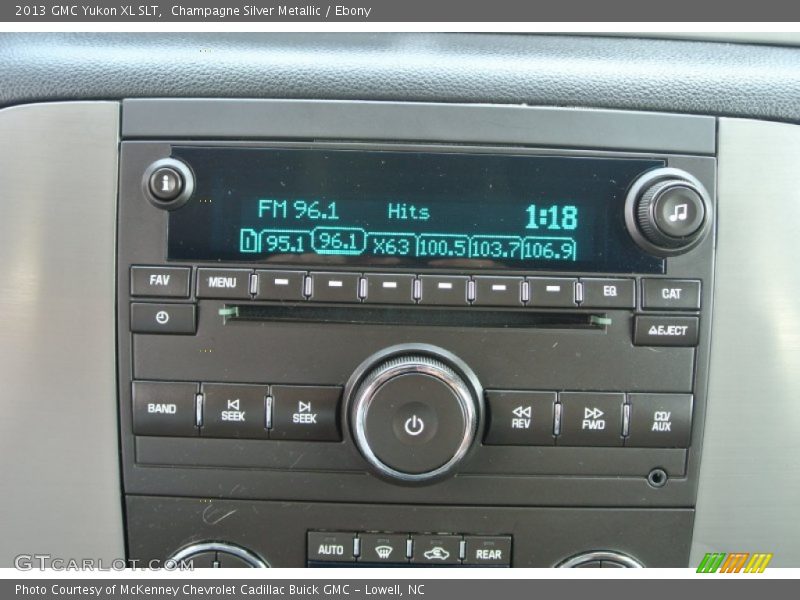 2013 GMC Yukon XL SLT,  Champagne Silver Metallic / Ebony
i
FM 96.1 Hits 1:18
1 95.1 96.1 X63 100.5 103.7 106.9
FAV MENU EQ CAT
EJECT
BAND SEEK SEEK REV FWD CD/ AUX
AUTO REAR
GTCARLOT.COM
Photo Courtesy of McKenney Chevrolet Cadillac Buick GMC - Lowell, NC